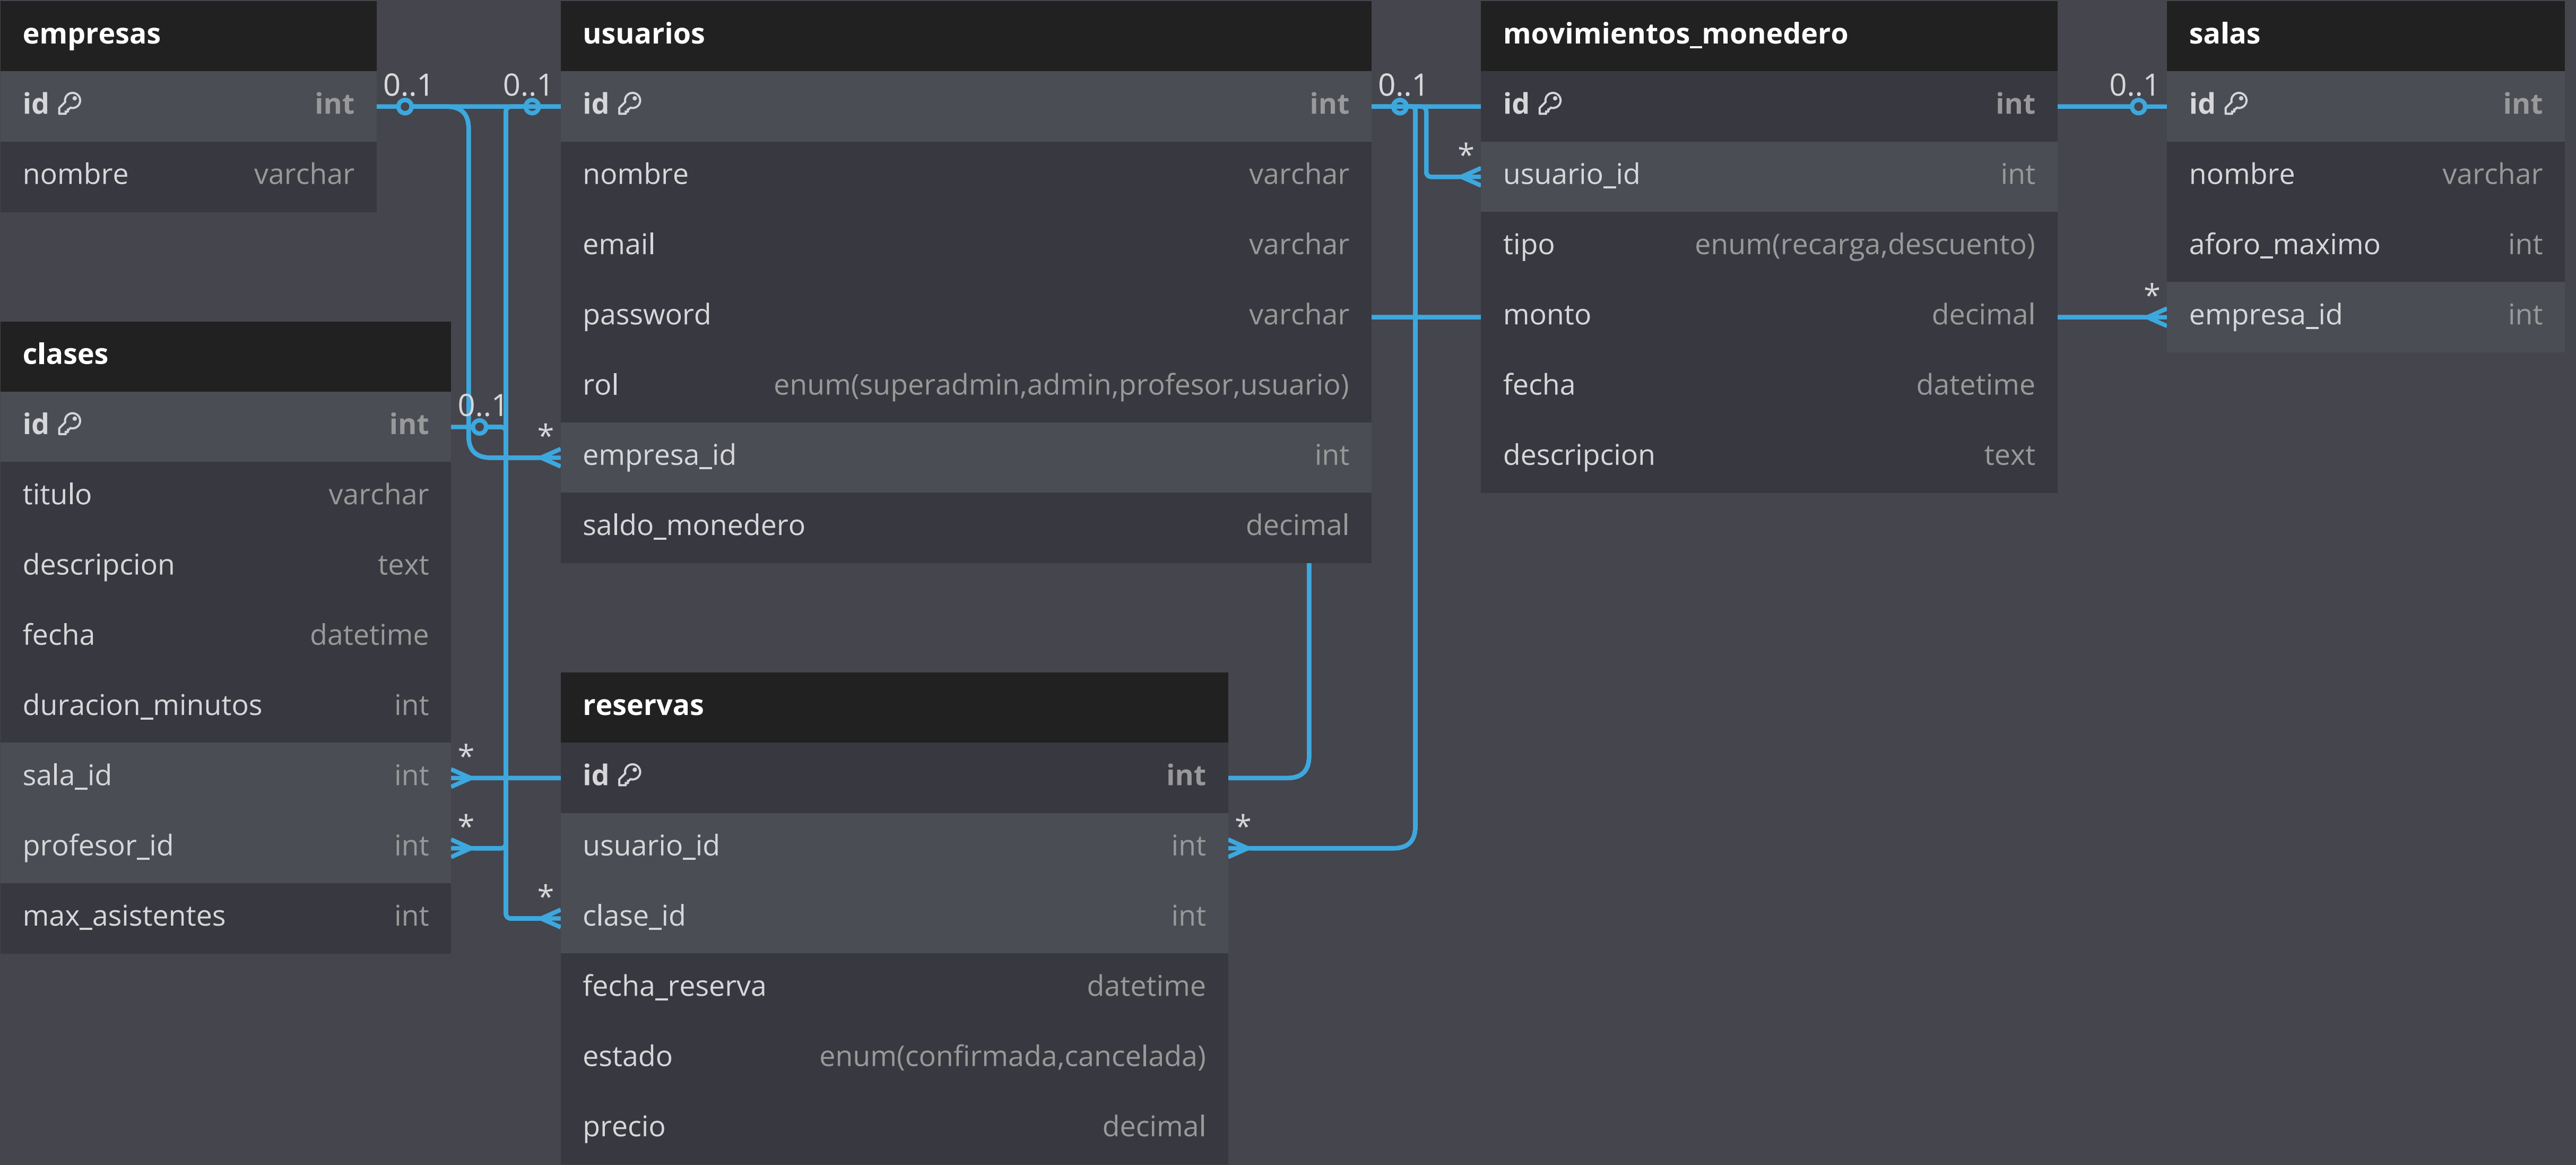 empresas
0..1
id int
nombre varchar
clases
0..1
id int
titulo varchar
descripcion text
fecha datetime
duracion_minutos int
*
sala_id int
*
profesor_id int
max_asistentes int
usuarios
0..1
id int
nombre varchar
email varchar
password varchar
rol enum(superadmin,admin,profesor,usuario)
*
empresa_id int
saldo_monedero decimal
reservas
id int
*
usuario_id int
*
clase_id int
fecha_reserva datetime
estado enum(confirmada,cancelada)
precio decimal
movimientos_monedero
0..1
id int
*
usuario_id int
tipo enum(recarga,descuento)
monto decimal
fecha datetime
descripcion text
salas
0..1
id int
nombre varchar
aforo_maximo int
*
empresa_id int